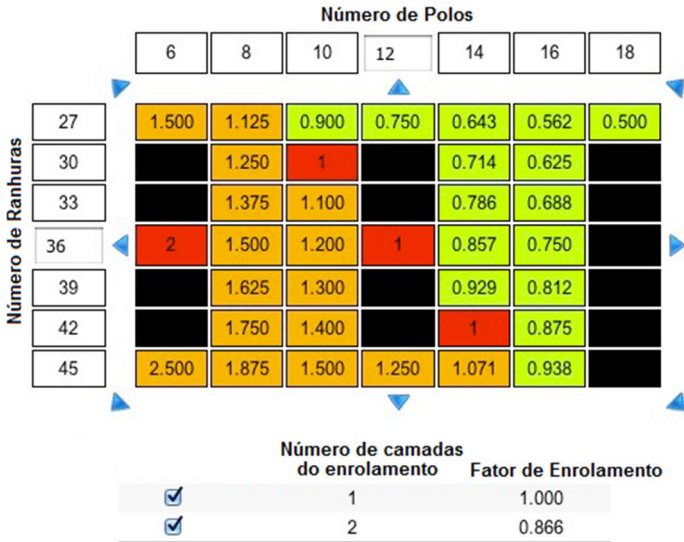 Número de Polos
6 8 10 12 14 16 18
Número de Ranhuras
27 1.500 1.125 0.900 0.750 0.643 0.562 0.500
30 1.250 1 0.714 0.625
33 1.375 1.100 0.786 0.688
36 2 1.500 1.200 1 0.857 0.750
39 1.625 1.300 0.929 0.812
42 1.750 1.400 1 0.875
45 2.500 1.875 1.500 1.250 1.071 0.938
Número de camadas
do enrolamento Fator de Enrolamento
1 1.000
2 0.866